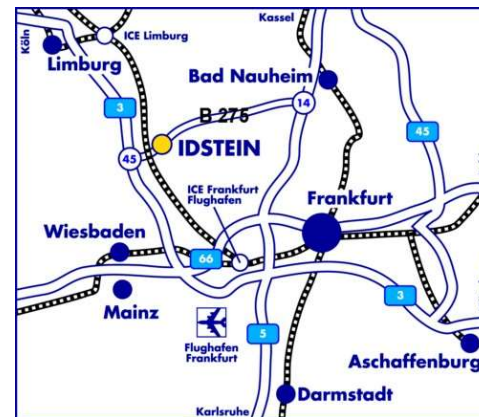 Kassel
Köln
ICE Limburg
Limburg
Bad Nauheim
3
B 275
14
45
45
IDSTEIN
ICE Frankfurt
Flughafen
Frankfurt
Wiesbaden
66
Mainz
3
Flughafen
Frankfurt
5
Aschaffenburg
Darmstadt
Karlsruhe